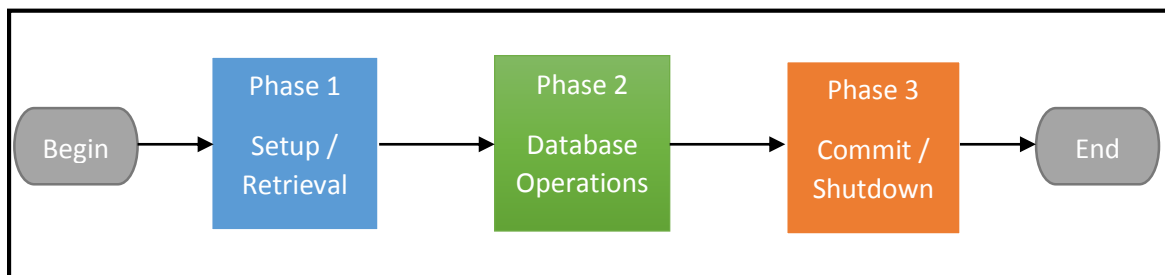 Begin
Phase 1
Setup /
Retrieval
Phase 2
Database
Operations
Phase 3
Commit /
Shutdown
End